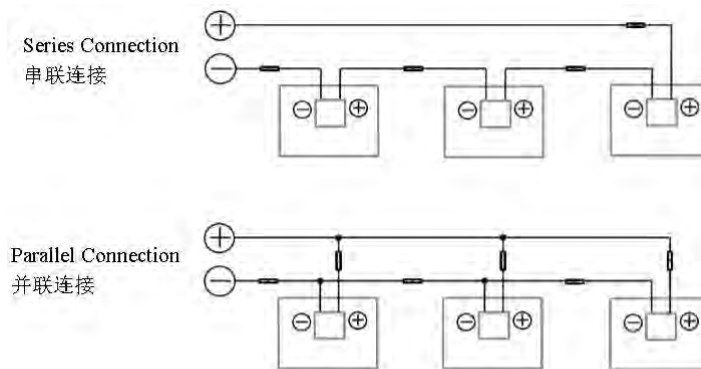 Series Connection
串联连接
Parallel Connection
并联连接